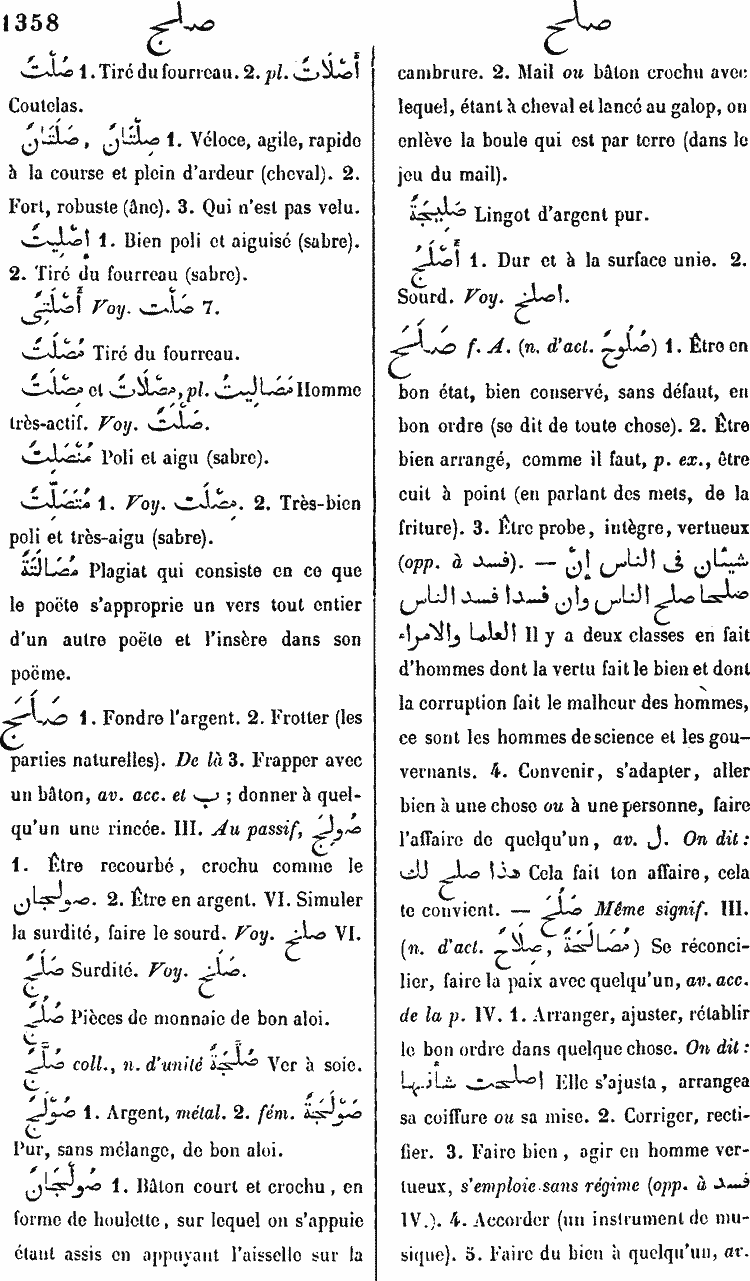 1358 صلج
صلح
صُلْتٌ 1. Tiré du fourreau. 2. pl. أَصْلَاتٌ
Coutelas.
صَلَتَانٌ , صِلِّتَانٌ 1. Véloce, agile, rapide
à la course et plein d'ardeur (cheval). 2.
Fort, robuste (âne). 3. Qui n'est pas velu.
إِصْلِيتٌ 1. Bien poli et aiguisé (sabre).
2. Tiré du fourreau (sabre).
أَصْلَتِىٌّ Voy. صَلْت 7.
مُصْلَتٌ Tiré du fourreau.
مِصْلَتٌ et مِصْلَاتٌ, pl. مَصَالِيتُ Homme
très-actif. Voy. صَلْتٌ.
مُنْصَلِتٌ Poli et aigu (sabre).
مُتَصَلِّتٌ 1. Voy. مِصْلَت. 2. Très-bien
poli et très-aigu (sabre).
مُصَالَتَةٌ Plagiat qui consiste en ce que
le poëte s'approprie un vers tout entier
d'un autre poëte et l'insère dans son
poëme.
صَلَجَ 1. Fondre l'argent. 2. Frotter (les
parties naturelles). De là 3. Frapper avec
un bâton, av. acc. et ب ; donner à quel-
qu'un une rincée. III. Au passif, صُولِجَ
1. Être recourbé, crochu comme le
صولجان. 2. Être en argent. VI. Simuler
la surdité, faire le sourd. Voy. صلخ VI.
صَلَجٌ Surdité. Voy. صَلَخ.
صُلُجٌ Pièces de monnaie de bon aloi.
صُلَّجٌ coll., n. d'unité صُلَّجَةٌ Ver à soie.
صَوْلَجٌ 1. Argent, métal. 2. fém. صَوْلَجَةٌ
Pur, sans mélange, de bon aloi.
صَوْلَجَانٌ 1. Bâton court et crochu, en
forme de houlette, sur lequel on s'appuie
étant assis en appuyant l'aisselle sur la
cambrure. 2. Mail ou bâton crochu avec
lequel, étant à cheval et lancé au galop, on
enlève la boule qui est par terre (dans le
jeu du mail).
صَلِيجَةٌ Lingot d'argent pur.
أَصْلَجُ 1. Dur et à la surface unie. 2.
Sourd. Voy. اصلخ.
صَلَحَ f. A. (n. d'act. صُلُوحٌ) 1. Être en
bon état, bien conservé, sans défaut, en
bon ordre (se dit de toute chose). 2. Être
bien arrangé, comme il faut, p. ex., être
cuit à point (en parlant des mets, de la
friture). 3. Être probe, intègre, vertueux
(opp. à فسد). — شيئان فى الناس إنْ
صلحا صلح الناس وان فسدا فسد الناس
العلما والامراء Il y a deux classes en fait
d'hommes dont la vertu fait le bien et dont
la corruption fait le malheur des hommes,
ce sont les hommes de science et les gou-
vernants. 4. Convenir, s'adapter, aller
bien à une chose ou à une personne, faire
l'affaire de quelqu'un, av. ل. On dit:
هذا صلح لك Cela fait ton affaire, cela
te convient. — صَلُحَ Même signif. III.
(n. d'act. مُصَالَحَةٌ, صِلَاحٌ) Se réconci-
lier, faire la paix avec quelqu'un, av. acc.
de la p. IV. 1. Arranger, ajuster, rétablir
le bon ordre dans quelque chose. On dit:
اصلحت شأنها Elle s'ajusta, arrangea
sa coiffure ou sa mise. 2. Corriger, recti-
fier. 3. Faire bien, agir en homme ver-
tueux, s'emploie sans régime (opp. à فسد
IV.). 4. Accorder (un instrument de mu-
sique). 5. Faire du bien à quelqu'un, av.